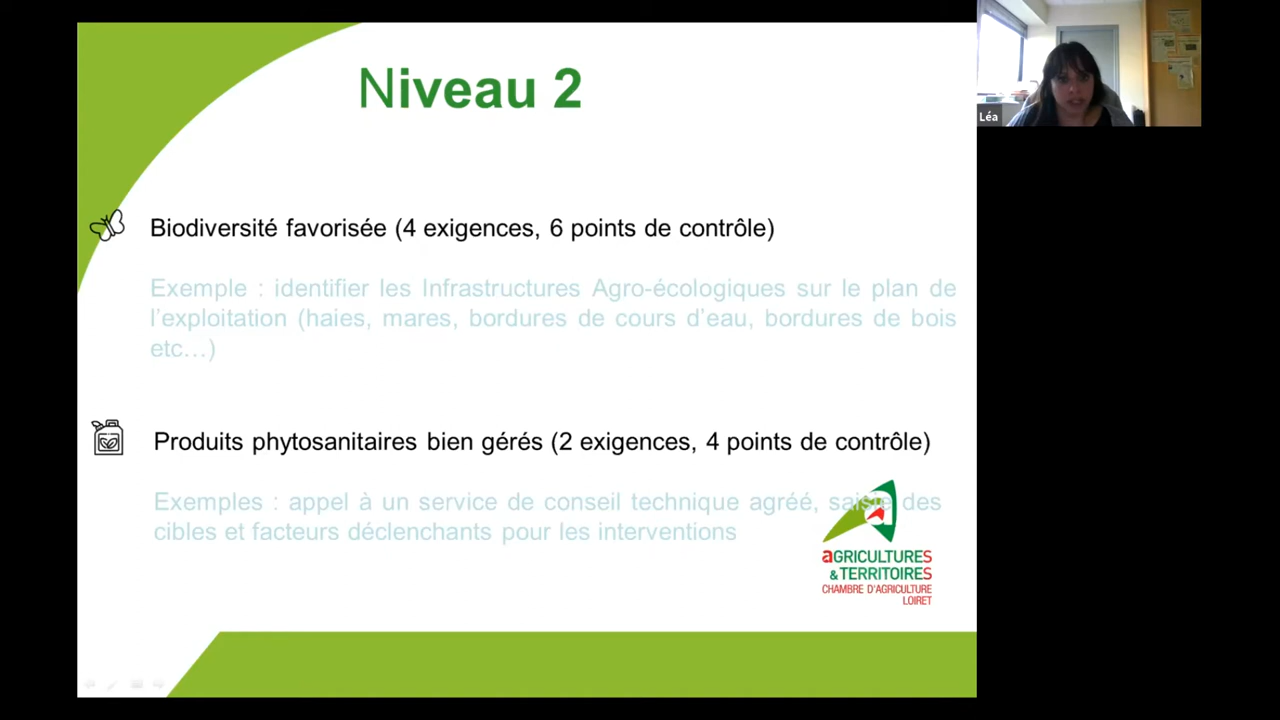 Niveau 2
Léa
Biodiversité favorisée (4 exigences, 6 points de contrôle)
Exemple : identifier les Infrastructures Agro-écologiques sur le plan de
l’exploitation (haies, mares, bordures de cours d’eau, bordures de bois
etc…)
Produits phytosanitaires bien gérés (2 exigences, 4 points de contrôle)
Exemples : appel à un service de conseil technique agréé, saisie des
cibles et facteurs déclenchants pour les interventions
aGRICULTURES
& TERRITOIRES
CHAMBRE D’AGRICULTURE
LOIRET